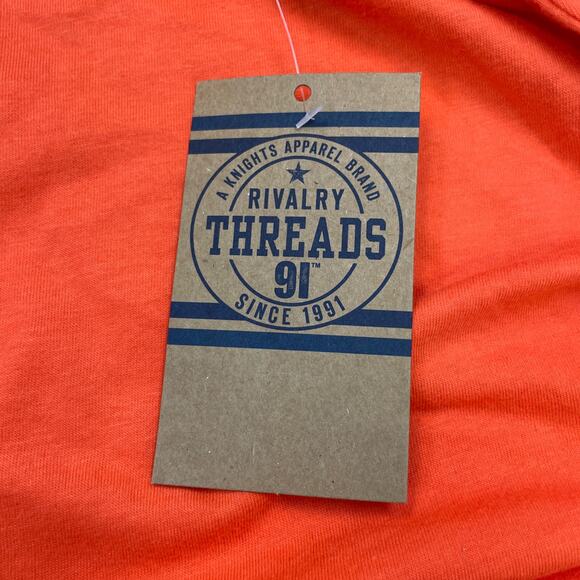 A KNIGHTS APPAREL BRAND
RIVALRY
THREADS
91™
SINCE 1991